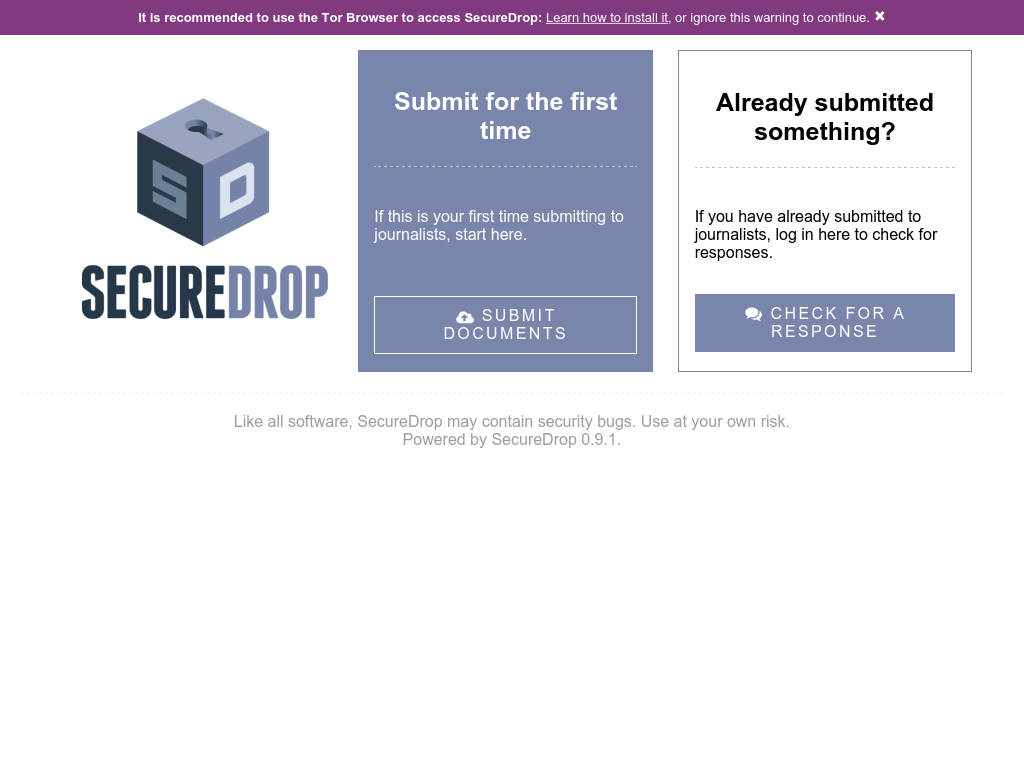 It is recommended to use the Tor Browser to access SecureDrop: Learn how to install it, or ignore this warning to continue. ✖
S D
SECUREDROP
Submit for the first
time
If this is your first time submitting to
journalists, start here.
SUBMIT
DOCUMENTS
Already submitted
something?
If you have already submitted to
journalists, log in here to check for
responses.
CHECK FOR A
RESPONSE
Like all software, SecureDrop may contain security bugs. Use at your own risk.
Powered by SecureDrop 0.9.1.